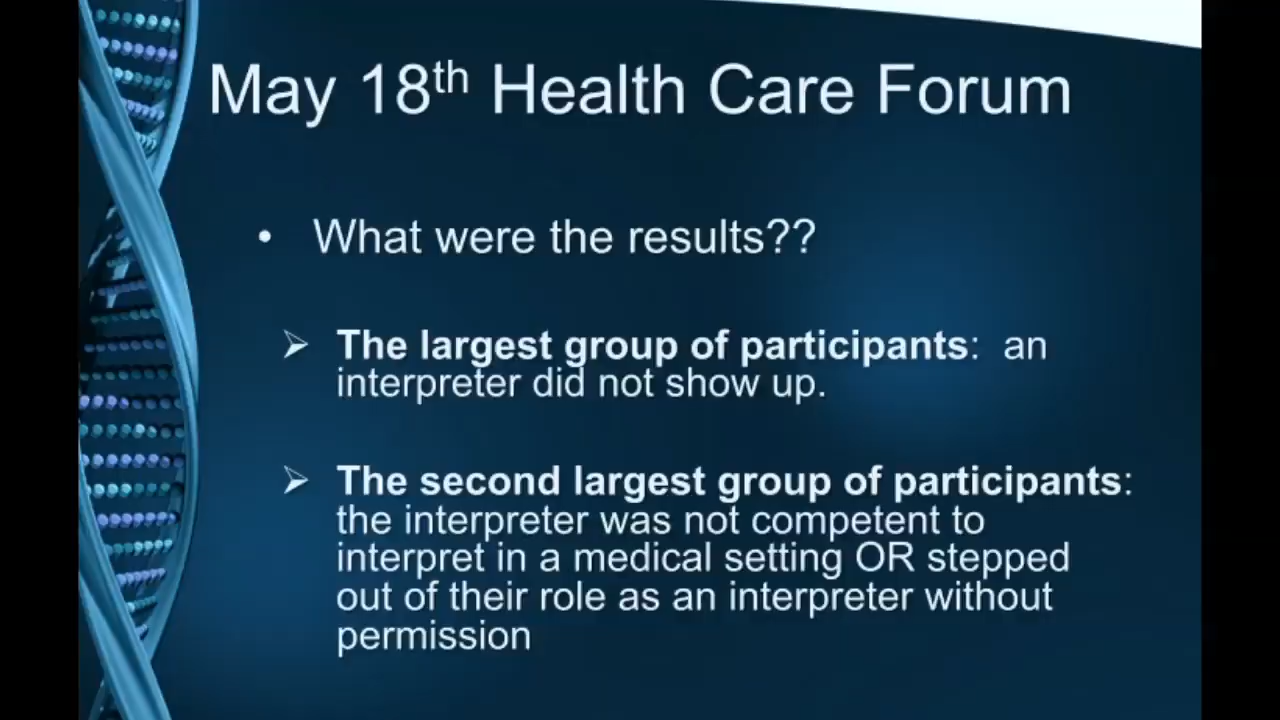 May 18th Health Care Forum
• What were the results??
➢ The largest group of participants: an
interpreter did not show up.
➢ The second largest group of participants:
the interpreter was not competent to
interpret in a medical setting OR stepped
out of their role as an interpreter without
permission